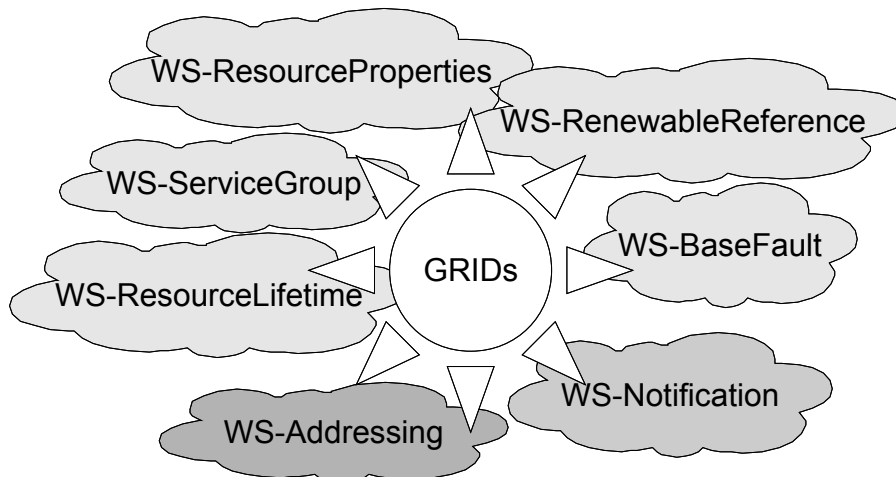 WS-ResourceProperties
WS-RenewableReference
WS-ServiceGroup
WS-BaseFault
GRIDs
WS-ResourceLifetime
WS-Notification
WS-Addressing